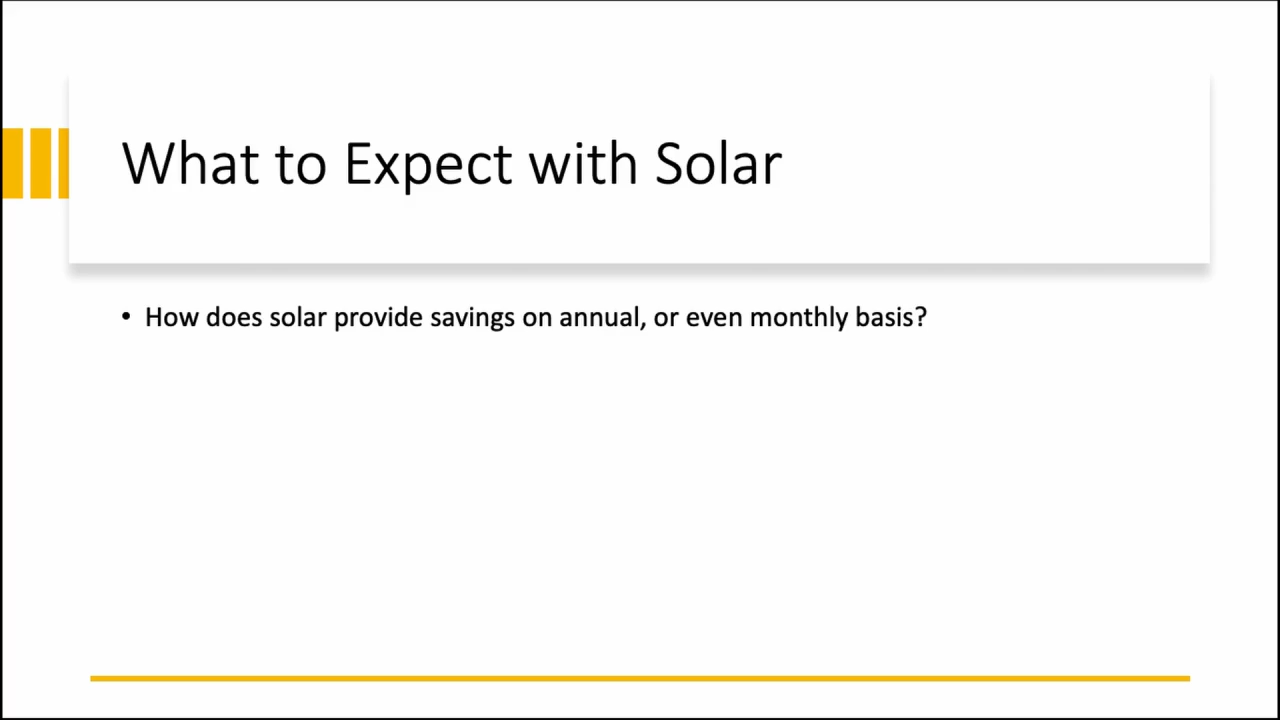 What to Expect with Solar
• How does solar provide savings on annual, or even monthly basis?